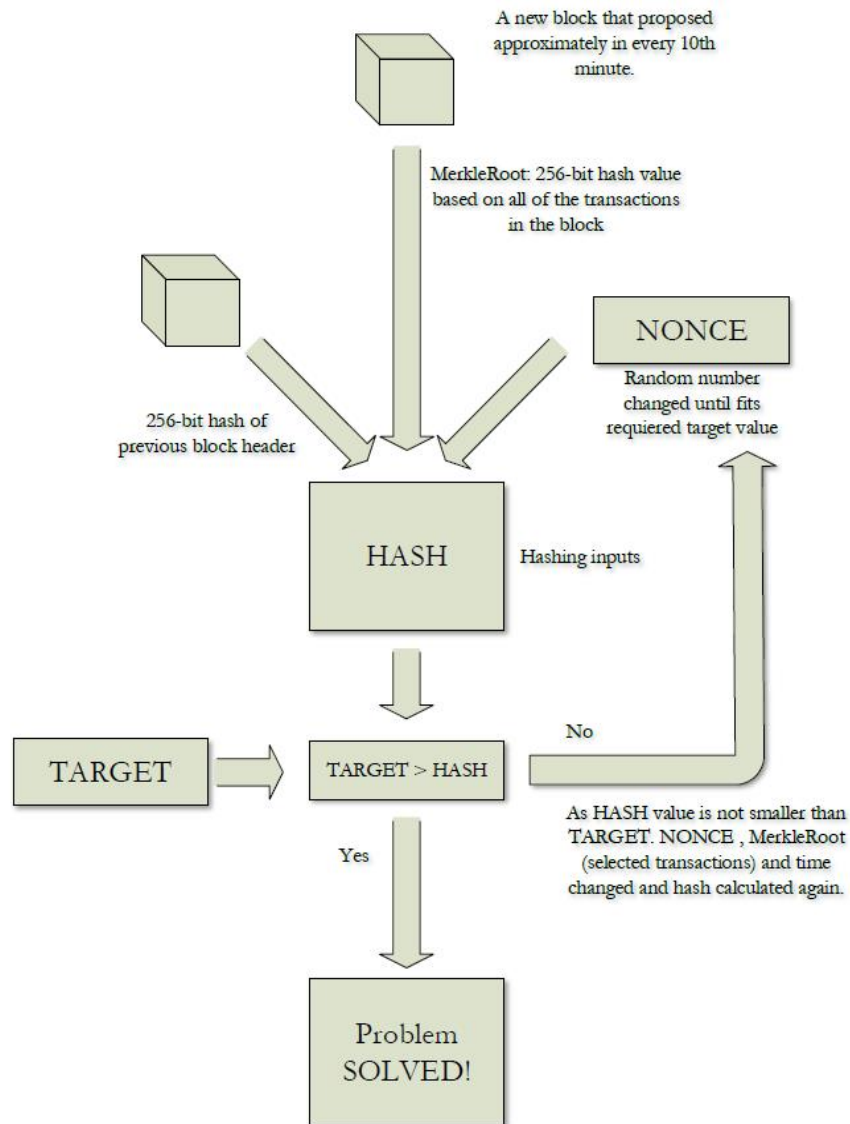 A new block that proposed
approximately in every 10th
minute.
MerkleRoot: 256-bit hash value
based on all of the transactions
in the block
NONCE
Random number
changed until fits
requiered target value
256-bit hash of
previous block header
HASH
Hashing inputs
No
TARGET
TARGET > HASH
As HASH value is not smaller than
TARGET. NONCE , MerkleRoot
(selected transactions) and time
changed and hash calculated again.
Yes
Problem
SOLVED!